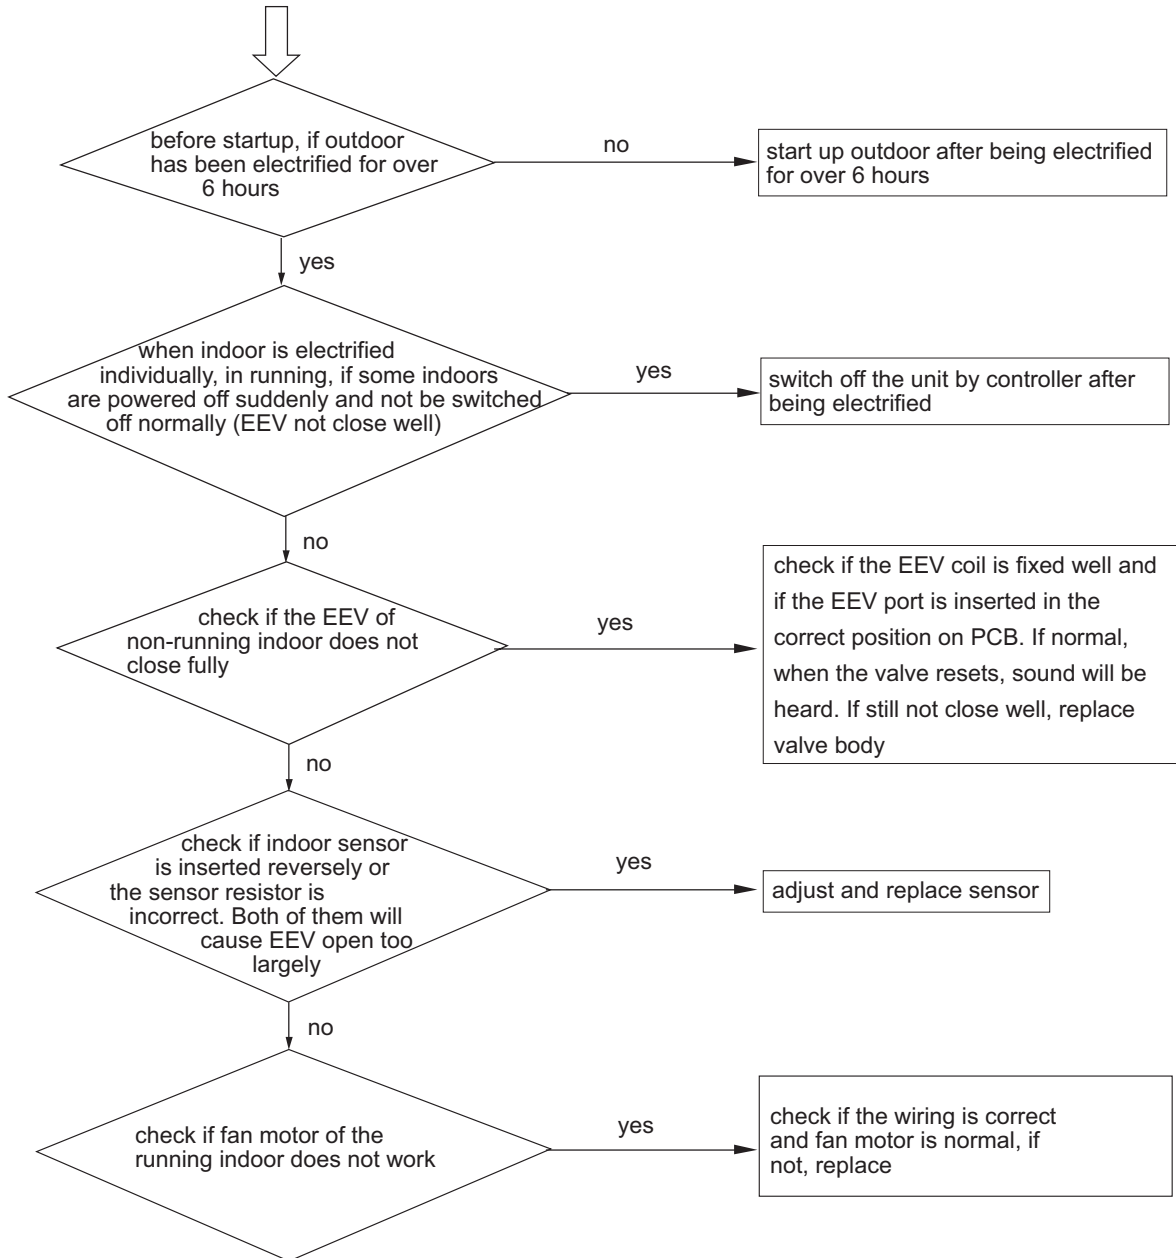 before startup, if outdoor
has been electrified for over
6 hours
no
start up outdoor after being electrified
for over 6 hours
yes
when indoor is electrified
individually, in running, if some indoors
are powered off suddenly and not be switched
off normally (EEV not close well)
yes
switch off the unit by controller after
being electrified
no
check if the EEV of
non-running indoor does not
close fully
yes
check if the EEV coil is fixed well and
if the EEV port is inserted in the
correct position on PCB. If normal,
when the valve resets, sound will be
heard. If still not close well, replace
valve body
no
check if indoor sensor
is inserted reversely or
the sensor resistor is
incorrect. Both of them will
cause EEV open too
largely
yes
adjust and replace sensor
no
check if fan motor of the
running indoor does not work
yes
check if the wiring is correct
and fan motor is normal, if
not, replace